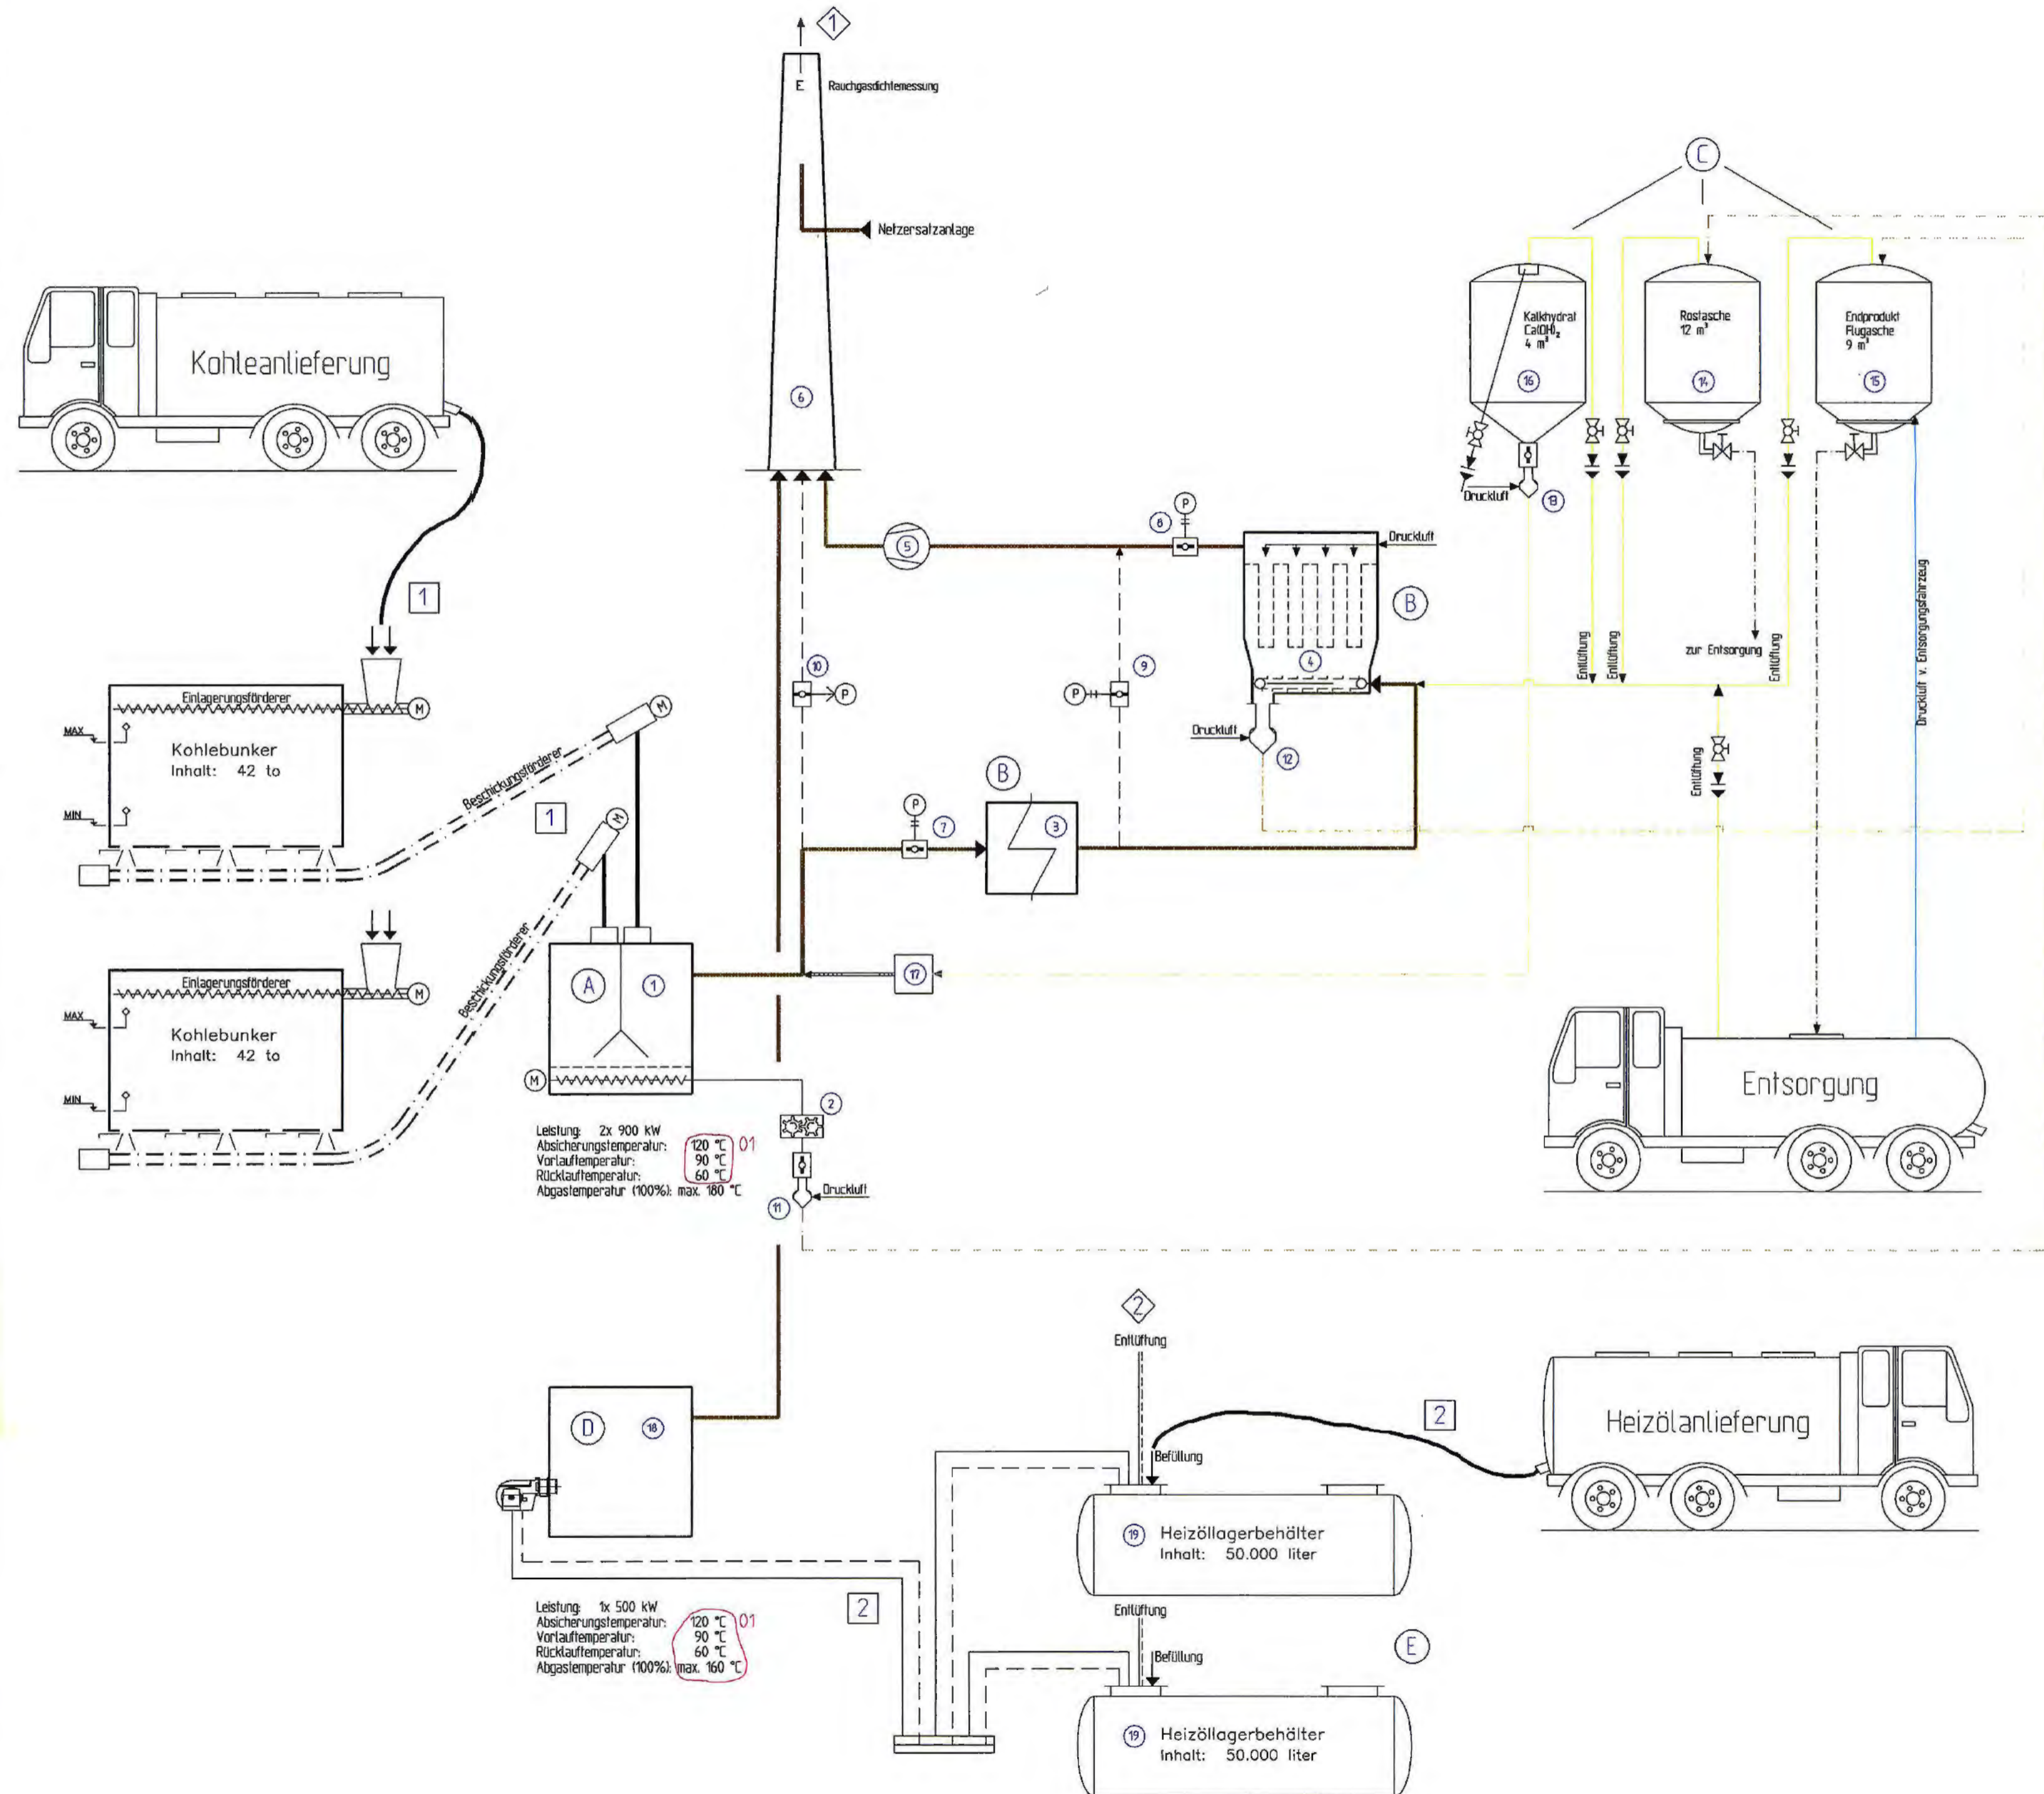 1
E Rauchgasdichtemessung
Netzersatzanlage
6
C
Kohleanlieferung
Kalkhydrat
Ca(OH)₂
4 m³
16
Rostasche
12 m³
14
Endprodukt
Flugasche
9 m³
15
Druckluft
13
5
8
P
Druckluft
B
4
1
Einlagerungsförderer
M
MAX
Kohlebunker
Inhalt: 42 to
MIN
Beschickungsförderer
M
1
M
10
P
9
P
Druckluft
12
Entlüftung
Entlüftung
zur Entsorgung
Entlüftung
Druckluft v. Entsorgungsfahrzeug
Entlüftung
P
7
B
3
Einlagerungsförderer
M
MAX
Kohlebunker
Inhalt: 42 to
MIN
Beschickungsförderer
A
1
17
M
2
Druckluft
11
Entsorgung
Leistung: 2x 900 kW
Absicherungstemperatur: 120 °C 01
Vorlauftemperatur: 90 °C
Rücklauftemperatur: 60 °C
Abgastemperatur (100%): max. 180 °C
2
Entlüftung
Befüllung
2
Heizölanlieferung
D
18
19
Heizöllagerbehälter
Inhalt: 50.000 liter
Leistung: 1x 500 kW
Absicherungstemperatur: 120 °C 01
Vorlauftemperatur: 90 °C
Rücklauftemperatur: 60 °C
Abgastemperatur (100%): max. 160 °C
2
Entlüftung
Befüllung
E
19
Heizöllagerbehälter
Inhalt: 50.000 liter